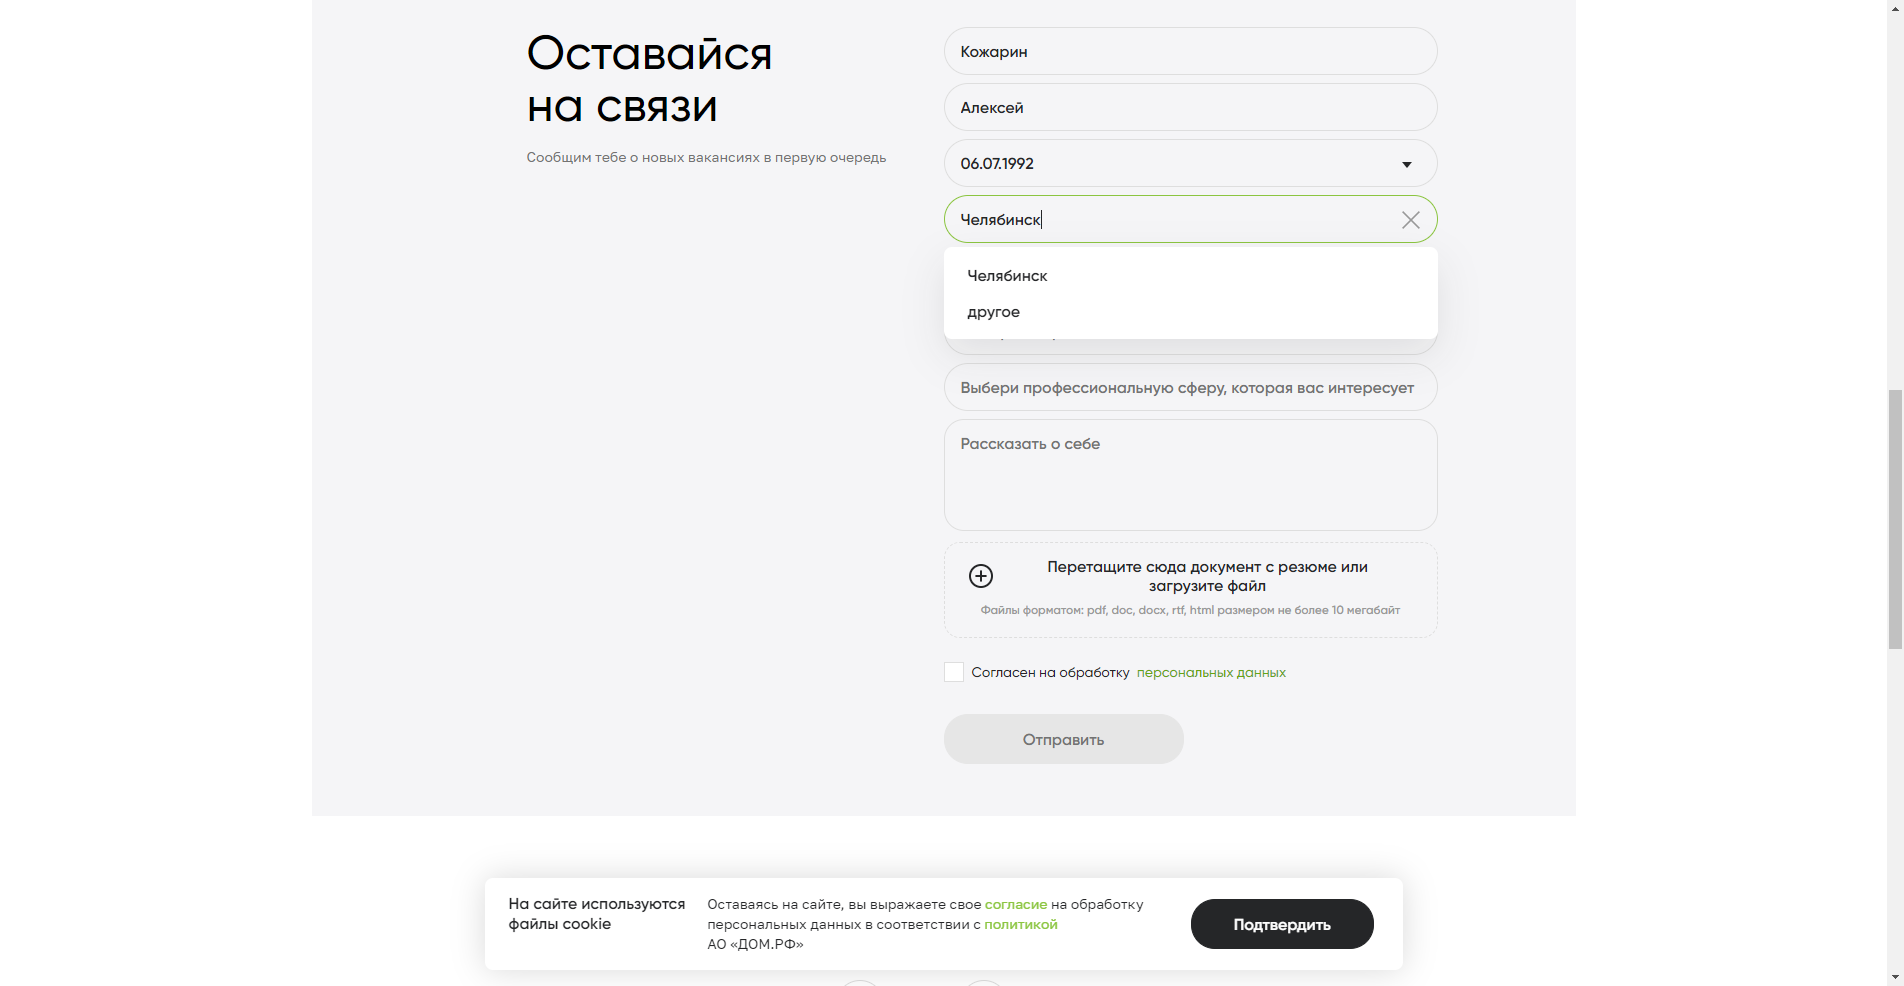 Оставайся
на связи
Сообщим тебе о новых вакансиях в первую очередь
Кожарин
Алексей
06.07.1992
Челябинск
Челябинск
другое
Выбери профессиональную сферу, которая вас интересует
Рассказать о себе
Перетащите сюда документ с резюме или
загрузите файл
Файлы форматом: pdf, doc, docx, rtf, html размером не более 10 мегабайт
Согласен на обработку персональных данных
Отправить
На сайте используются
файлы cookie
Оставаясь на сайте, вы выражаете свое согласие на обработку
персональных данных в соответствии с политикой
АО «ДОМ.РФ»
Подтвердить